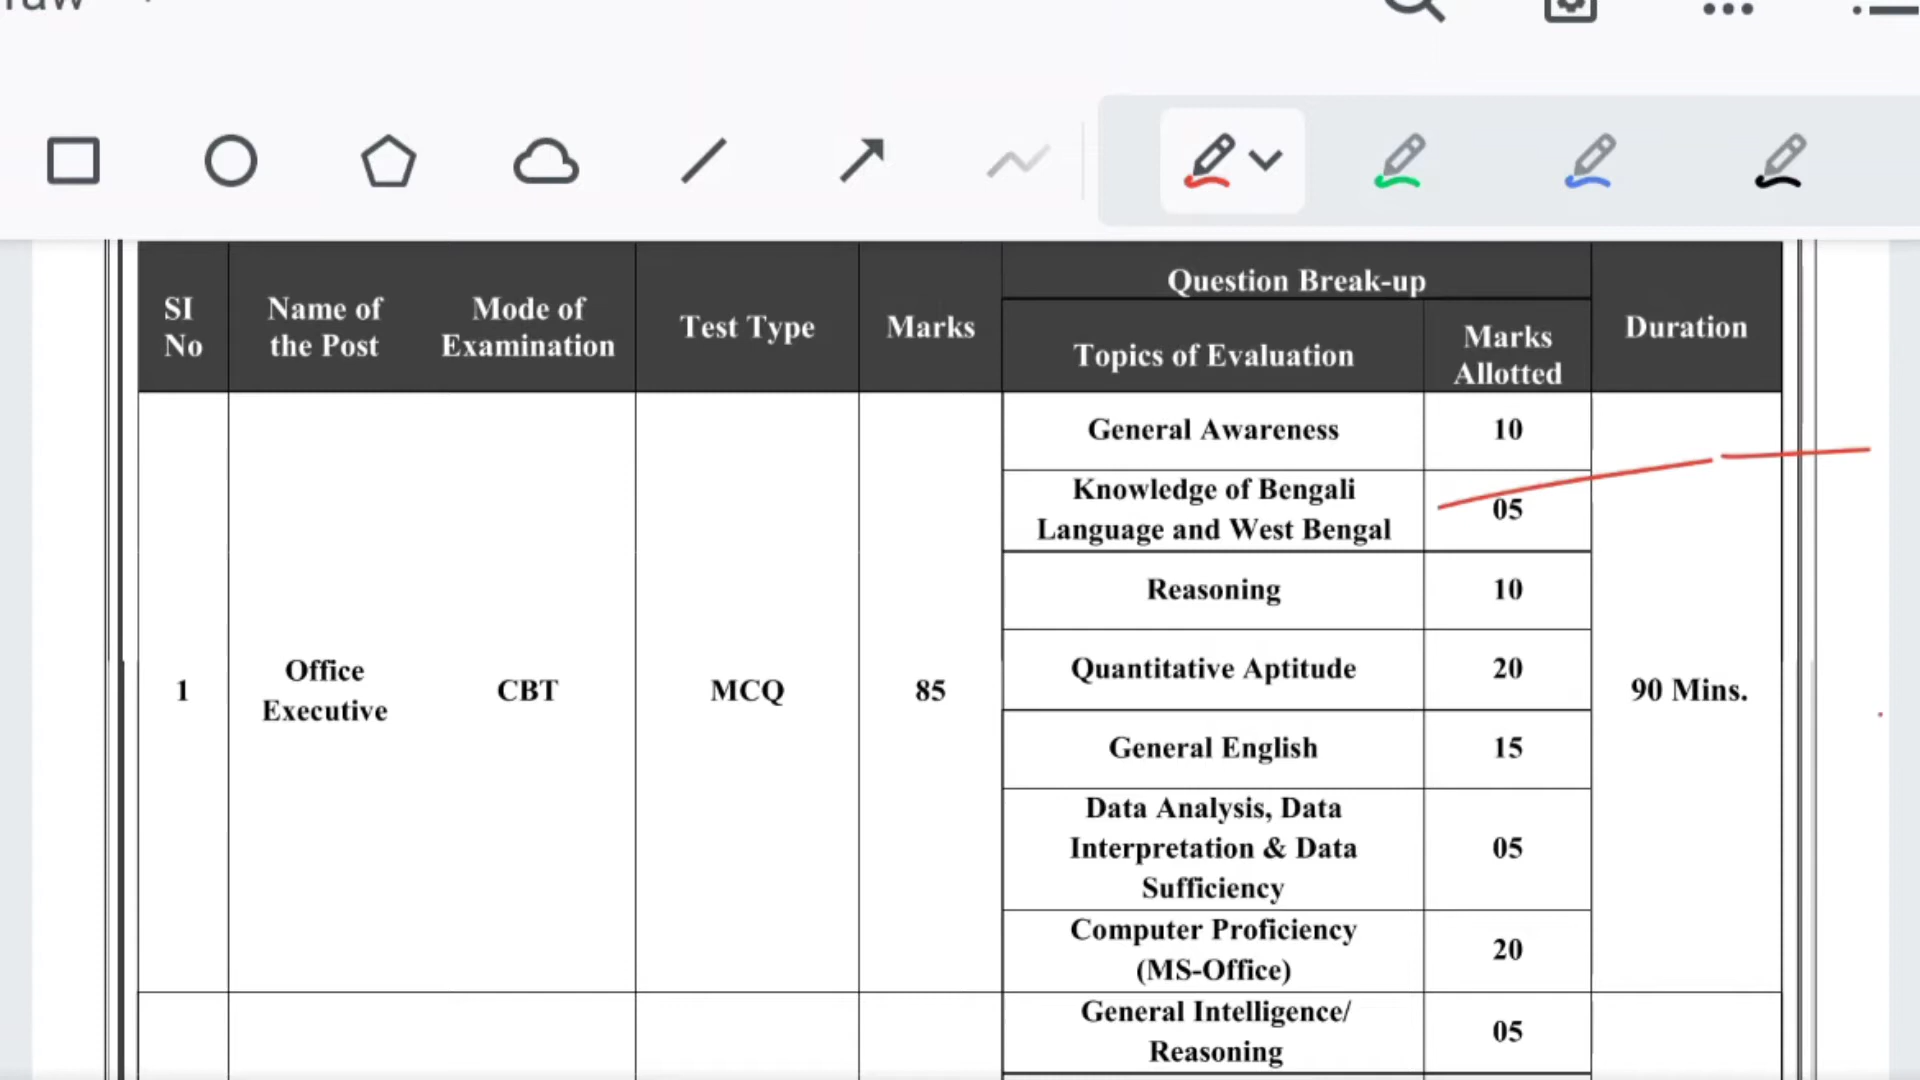 SI
No
Name of
the Post
Mode of
Examination
Test Type
Marks
Question Break-up
Topics of Evaluation
Marks
Allotted
Duration
1
Office
Executive
CBT
MCQ
85
General Awareness
10
Knowledge of Bengali
Language and West Bengal
05
Reasoning
10
Quantitative Aptitude
20
General English
15
Data Analysis, Data
Interpretation & Data
Sufficiency
05
Computer Proficiency
(MS-Office)
20
90 Mins.
General Intelligence/
Reasoning
05